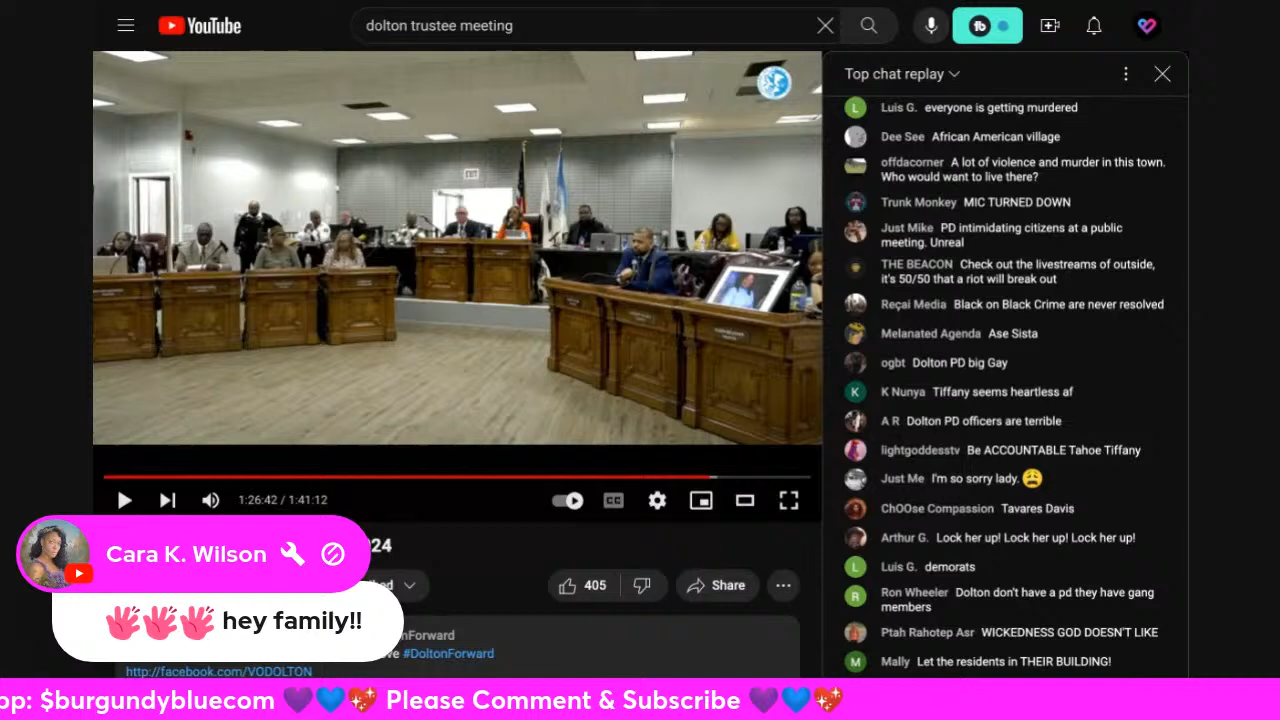 YouTube
dolton trustee meeting
Top chat replay
Luis G. everyone is getting murdered
Dee See African American village
offdacorner A lot of violence and murder in this town.
Who would want to live there?
Trunk Monkey MIC TURNED DOWN
Just Mike PD intimidating citizens at a public
meeting. Unreal
THE BEACON Check out the livestreams of outside,
it's 50/50 that a riot will break out
Reçai Media Black on Black Crime are never resolved
Melanated Agenda Ase Sista
ogbt Dolton PD big Gay
K Nunya Tiffany seems heartless af
A R Dolton PD officers are terrible
lightgoddesstv Be ACCOUNTABLE Tahoe Tiffany
Just Me I'm so sorry lady. 😩
ChOOse Compassion Tavares Davis
Arthur G. Lock her up! Lock her up! Lock her up!
Luis G. demorats
Ron Wheeler Dolton don't have a pd they have gang
members
Ptah Rahotep Asr WICKEDNESS GOD DOESN'T LIKE
Mally Let the residents in THEIR BUILDING!
1:26:42 / 1:41:12
CC
24
405
Share
Cara K. Wilson
👋👋👋 hey family!!
nForward
#DoltonForward
http://facebook.com/VODOLTON
pp: $burgundybluecom 💜💙💖 Please Comment & Subscribe 💜💙💖